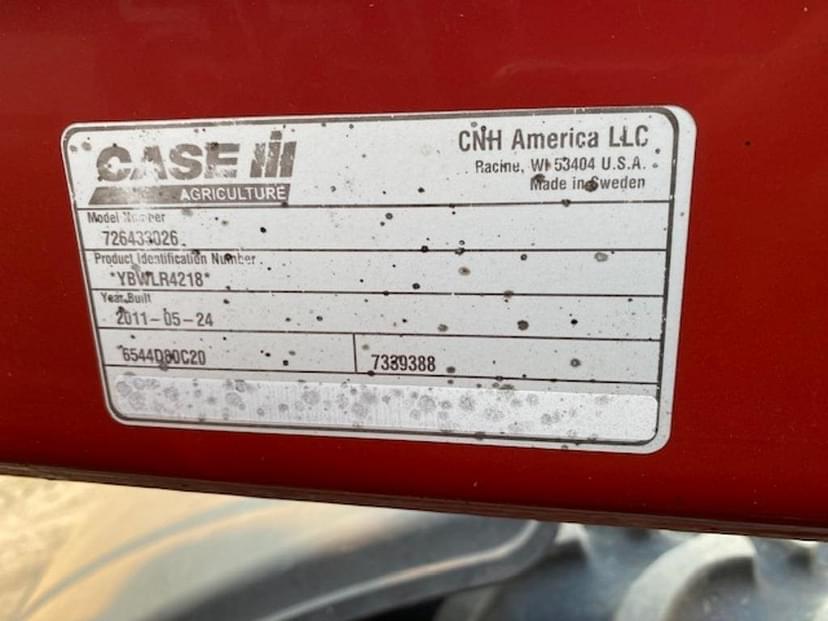 CASE IH
AGRICULTURE
CNH America LLC
Racine, WI 53404 U.S.A.
Made in Sweden
Model Number
726433026
Product Identification Number
*YBWLR4218*
Year Built
2011-05-24
6544D80C20
7339388